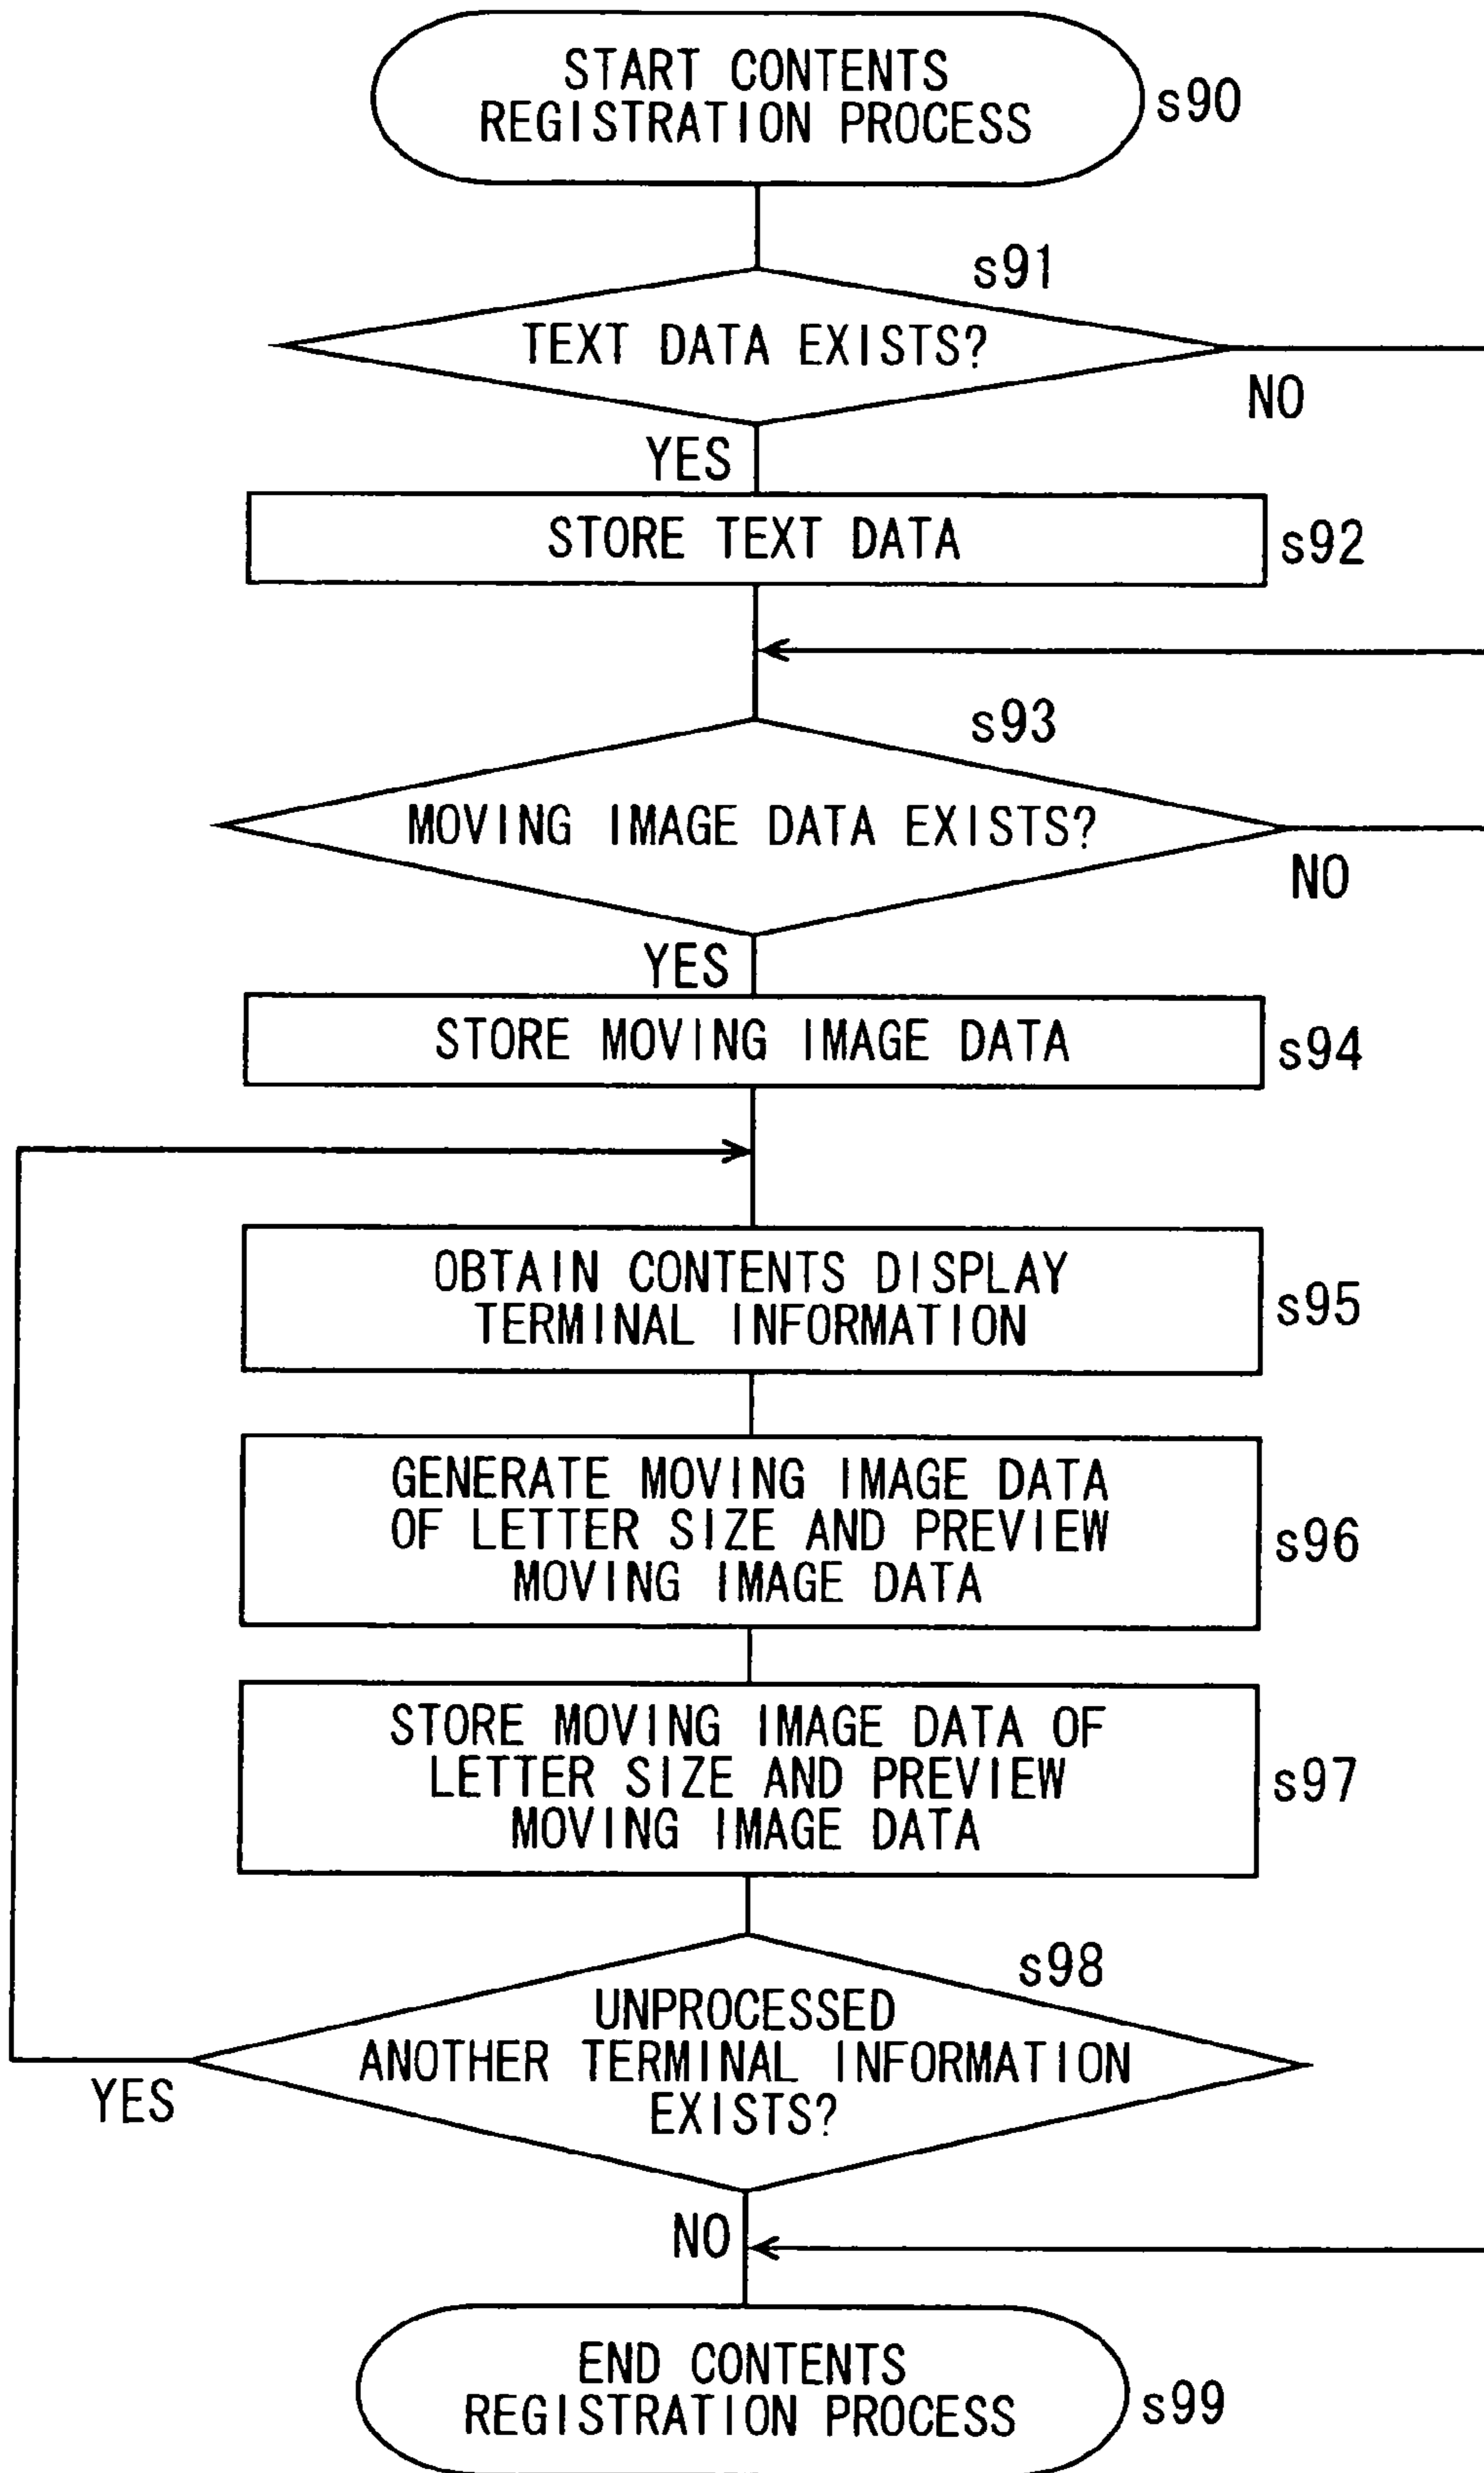 START CONTENTS
REGISTRATION PROCESS
s90
s91
TEXT DATA EXISTS?
NO
YES
STORE TEXT DATA
s92
s93
MOVING IMAGE DATA EXISTS?
NO
YES
STORE MOVING IMAGE DATA
s94
OBTAIN CONTENTS DISPLAY
TERMINAL INFORMATION
s95
GENERATE MOVING IMAGE DATA
OF LETTER SIZE AND PREVIEW
MOVING IMAGE DATA
s96
STORE MOVING IMAGE DATA OF
LETTER SIZE AND PREVIEW
MOVING IMAGE DATA
s97
s98
UNPROCESSED
ANOTHER TERMINAL INFORMATION
EXISTS?
YES
NO
END CONTENTS
REGISTRATION PROCESS
s99